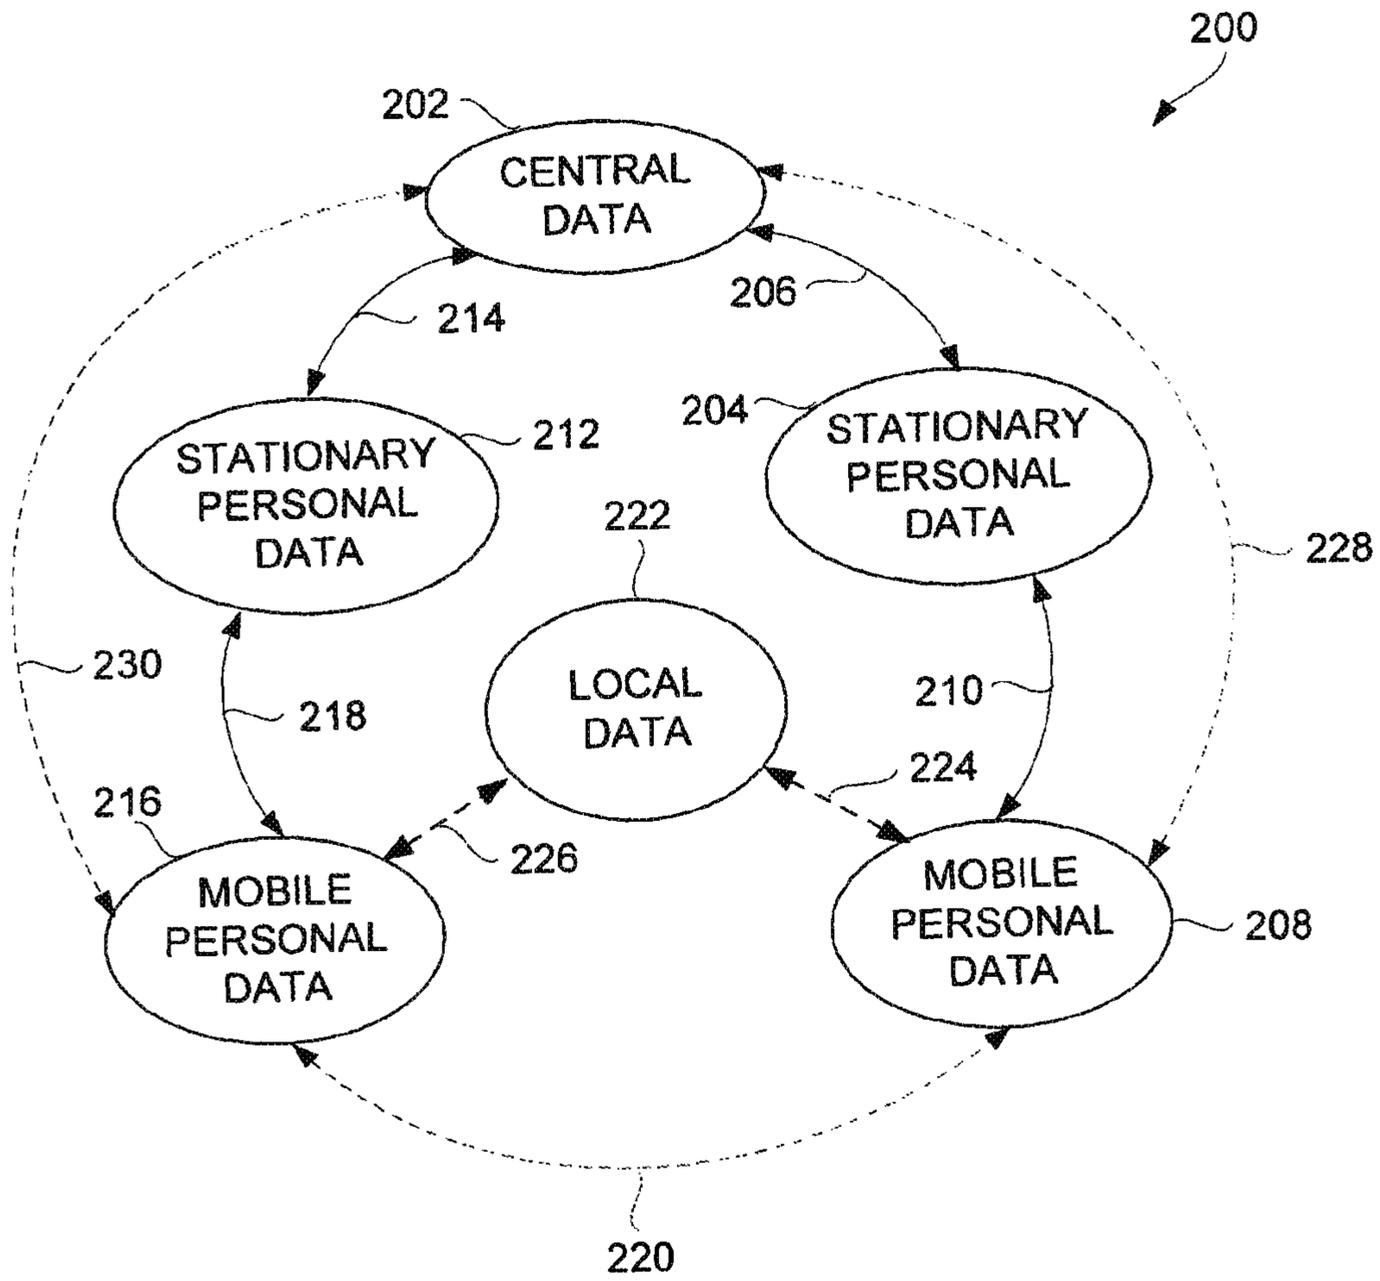 200
202
CENTRAL
DATA
206
214
204
STATIONARY
PERSONAL
DATA
212
STATIONARY
PERSONAL
DATA
222
228
230
LOCAL
DATA
210
218
224
216
226
MOBILE
PERSONAL
DATA
MOBILE
PERSONAL
DATA
208
220